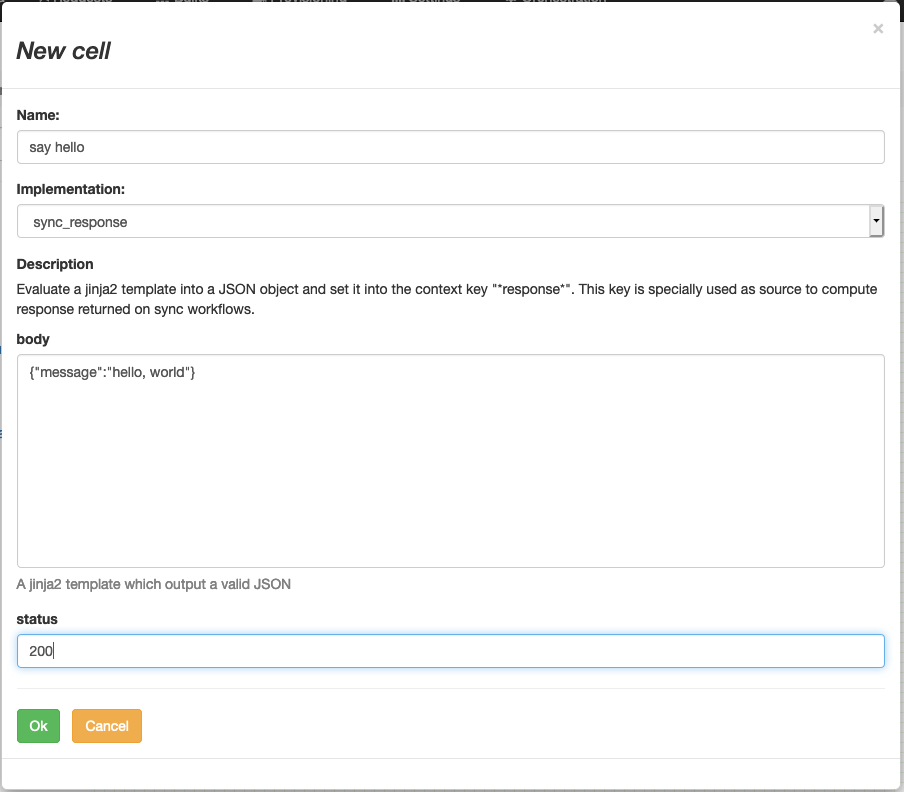 New cell
×
Name:
say hello
Implementation:
sync_response
Description
Evaluate a jinja2 template into a JSON object and set it into the context key "*response*". This key is specially used as source to compute
response returned on sync workflows.
body
{"message":"hello, world"}
A jinja2 template which output a valid JSON
status
200
Ok
Cancel